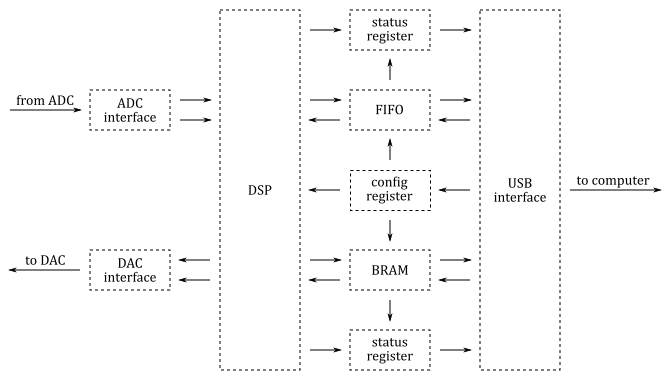 status
register
from ADC
ADC
interface
FIFO
DSP
config
register
USB
interface
to computer
to DAC
DAC
interface
BRAM
status
register